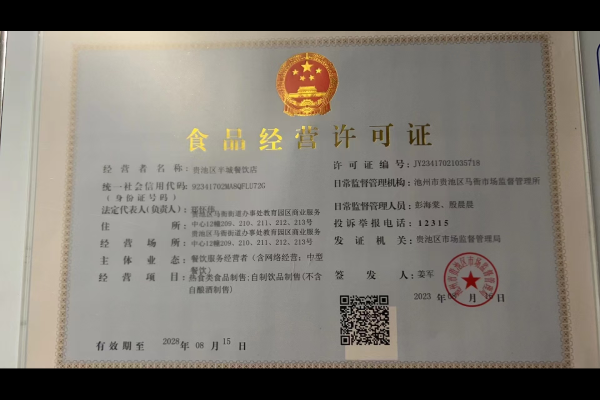 食品经营许可证
经营者名称: 贵池区羊城餐饮店
许可证编号: JY23417021035718
统一社会信用代码: 92341702MA8QFLU72G
(身份证号码)
日常监督管理机构: 池州市贵池区马衙市场监督管理所
法定代表人(负责人):
日常监督管理人员: 彭海棠、殷晨晨
住所: 贵池区马衙街道办事处教育园区商业服务
中心12幢209、210、211、212、213号
投诉举报电话: 12315
经营场所: 贵池区马衙街道办事处教育园区商业服务
中心12幢209、210、211、212、213号
发证机关: 贵池区市场监督管理局
主体业态: 餐饮服务经营者(含网络经营;中型
餐饮)
经营项目: 热食类食品制售;自制饮品制售(不含
自酿酒制售)
签发人: 姜军
2023 年
有效期至 2028年 08 月 15 日